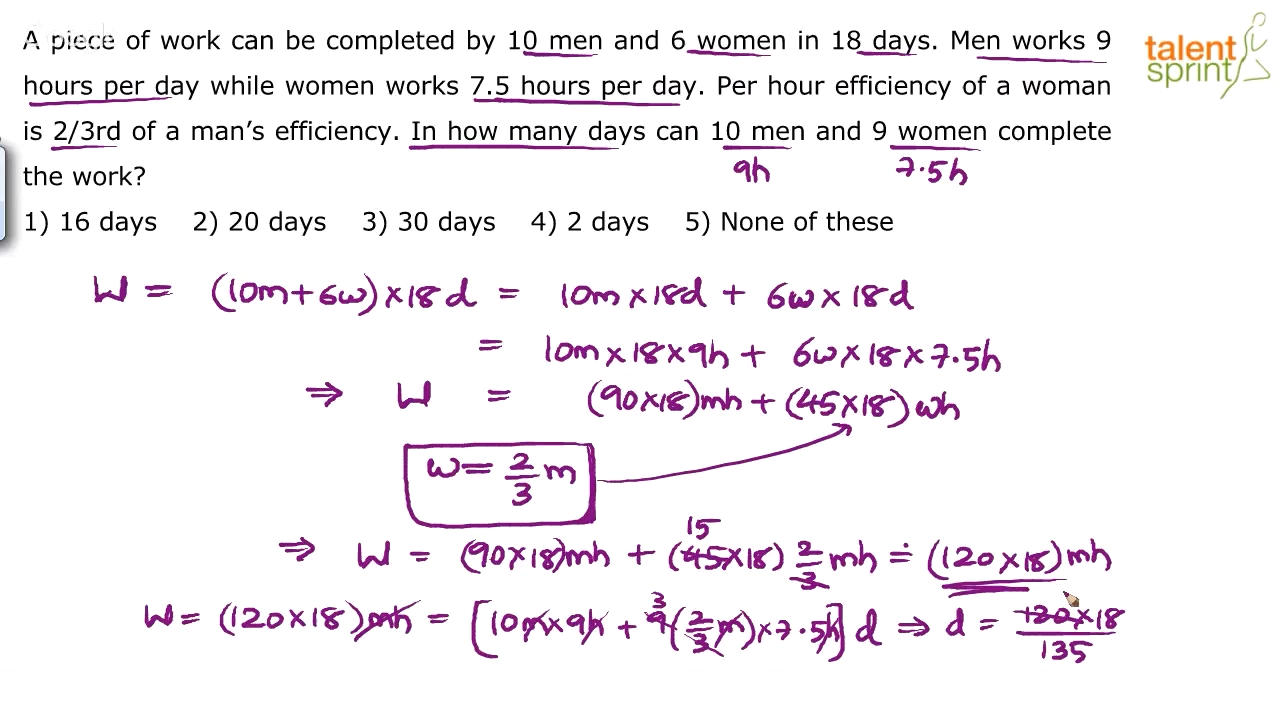 A piece of work can be completed by 10 men and 6 women in 18 days. Men works 9
hours per day while women works 7.5 hours per day. Per hour efficiency of a woman
is 2/3rd of a man’s efficiency. In how many days can 10 men and 9 women complete
9h 7.5h
the work?
1) 16 days 2) 20 days 3) 30 days 4) 2 days 5) None of these
talent
sprint
W = (10m+6w)×18d = 10m×18d + 6w×18d
= 10m×18×9h + 6w×18×7.5h
⇒ W = (90×18)mh + (45×18)wh
w = 2/3 m
15
⇒ W = (90×18)mh + (45×18) 2/3 mh = (120×18)mh
3
W = (120×18)mh = [10m×9h + 9(2/3 m)×7.5h] d ⇒ d = 120×18/135